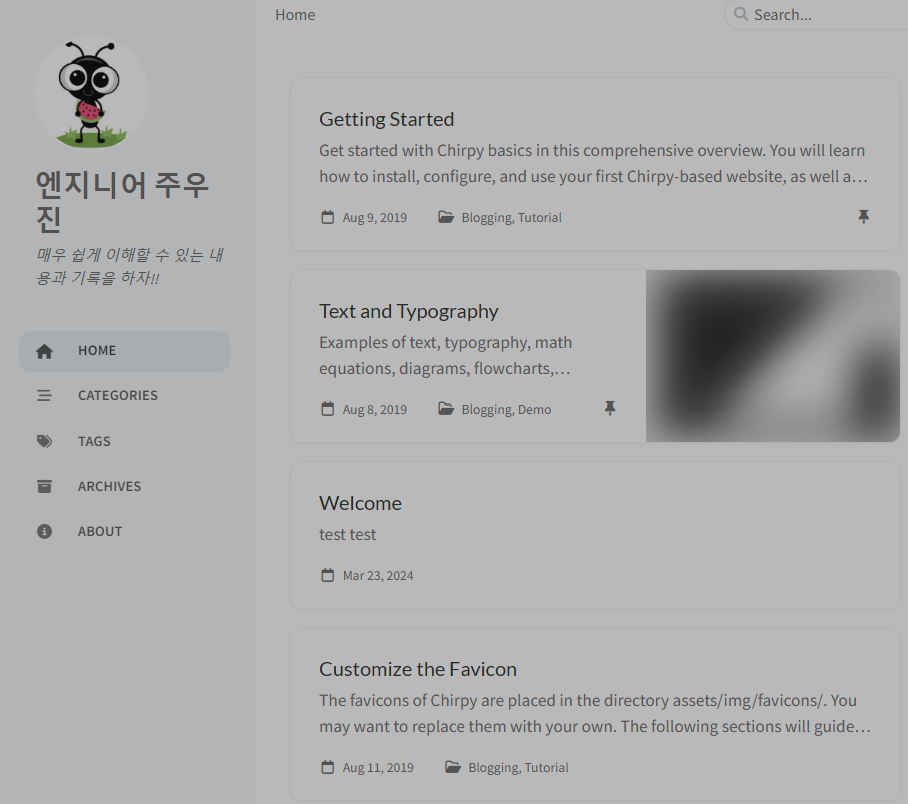 엔지니어 주우
진
매우 쉽게 이해할 수 있는 내
용과 기록을 하자!!
HOME
CATEGORIES
TAGS
ARCHIVES
ABOUT
Home
Search...
Getting Started
Get started with Chirpy basics in this comprehensive overview. You will learn
how to install, configure, and use your first Chirpy-based website, as well a…
Aug 9, 2019 Blogging, Tutorial
Text and Typography
Examples of text, typography, math
equations, diagrams, flowcharts,…
Aug 8, 2019 Blogging, Demo
Welcome
test test
Mar 23, 2024
Customize the Favicon
The favicons of Chirpy are placed in the directory assets/img/favicons/. You
may want to replace them with your own. The following sections will guide…
Aug 11, 2019 Blogging, Tutorial